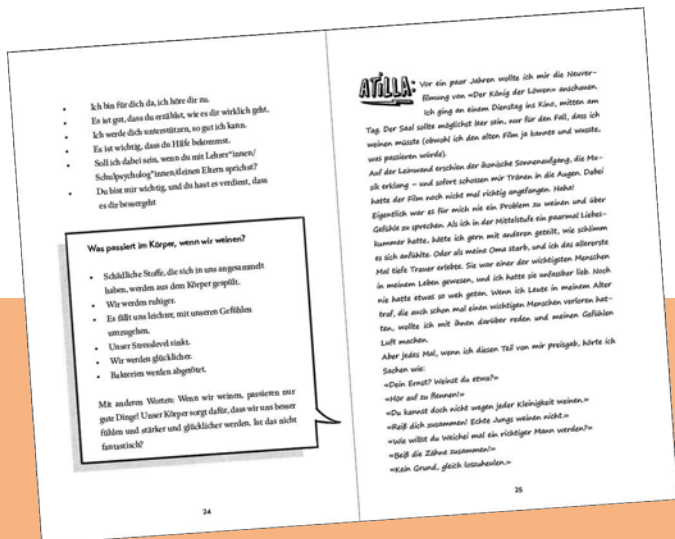 • Ich bin für dich da, ich höre dir zu.
• Es ist gut, dass du erzählst, wie es dir wirklich geht.
• Ich werde dich unterstützen, so gut ich kann.
• Es ist wichtig, dass du Hilfe bekommst.
• Soll ich dabei sein, wenn du mit Lehrer*innen/
Schulpsycholog*innen/deinen Eltern sprichst?
• Du bist mir wichtig, und du hast es verdient, dass
es dir bessergeht
Was passiert im Körper, wenn wir weinen?
• Schädliche Stoffe, die sich in uns angesammelt
haben, werden aus dem Körper gespült.
• Wir werden ruhiger.
• Es fällt uns leichter, mit unseren Gefühlen
umzugehen.
• Unser Stresslevel sinkt.
• Wir werden glücklicher.
• Bakterien werden abgetötet.
Mit anderen Worten: Wenn wir weinen, passieren nur
gute Dinge! Unser Körper sorgt dafür, dass wir uns besser
fühlen und stärker und glücklicher werden. Ist das nicht
fantastisch?
24
ATILLA: Vor ein paar Jahren wollte ich mir die Neuver-
filmung von «Der König der Löwen» anschauen.
Ich ging an einem Dienstag ins Kino, mitten am
Tag. Der Saal sollte möglichst leer sein, nur für den Fall, dass ich
weinen müsste (obwohl ich den alten Film ja kannte und wusste,
was passieren würde).
Auf der Leinwand erschien der ikonische Sonnenaufgang, die Mu-
sik erklang – und sofort schossen mir Tränen in die Augen. Dabei
hatte der Film noch nicht mal richtig angefangen. Haha!
Eigentlich war es für mich nie ein Problem zu weinen und über
Gefühle zu sprechen. Als ich in der Mittelstufe ein paarmal Liebes-
kummer hatte, hätte ich gern mit anderen geteilt, wie schlimm
es sich anfühlte. Oder als meine Oma starb, und ich das allererste
Mal tiefe Trauer erlebte. Sie war einer der wichtigsten Menschen
in meinem Leben gewesen, und ich hatte sie unfassbar lieb. Noch
nie hatte etwas so weh getan. Wenn ich Leute in meinem Alter
traf, die auch schon mal einen wichtigen Menschen verloren hat-
ten, wollte ich mit ihnen darüber reden und meinen Gefühlen
Luft machen.
Aber jedes Mal, wenn ich diesen Teil von mir preisgab, hörte ich
Sachen wie:
«Dein Ernst? Weinst du etwa?»
«Hör auf zu flennen!»
«Du kannst doch nicht wegen jeder Kleinigkeit weinen.»
«Reiß dich zusammen! Echte Jungs weinen nicht.»
«Wie willst du Weichei mal ein richtiger Mann werden?»
«Beiß die Zähne zusammen!»
«Kein Grund, gleich loszuheulen.»
25